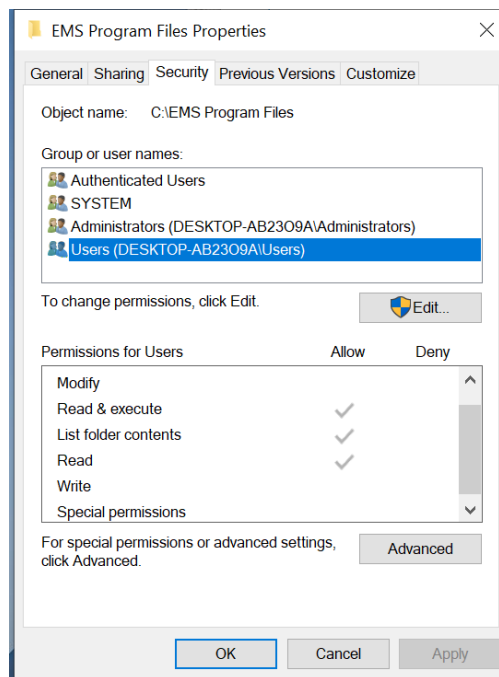 EMS Program Files Properties
General Sharing Security Previous Versions Customize
Object name: C:\EMS Program Files
Group or user names:
Authenticated Users
SYSTEM
Administrators (DESKTOP-AB23O9A\Administrators)
Users (DESKTOP-AB23O9A\Users)
To change permissions, click Edit.
Edit...
Permissions for Users Allow Deny
Modify
Read & execute
List folder contents
Read
Write
Special permissions
For special permissions or advanced settings,
click Advanced.
Advanced
OK Cancel Apply